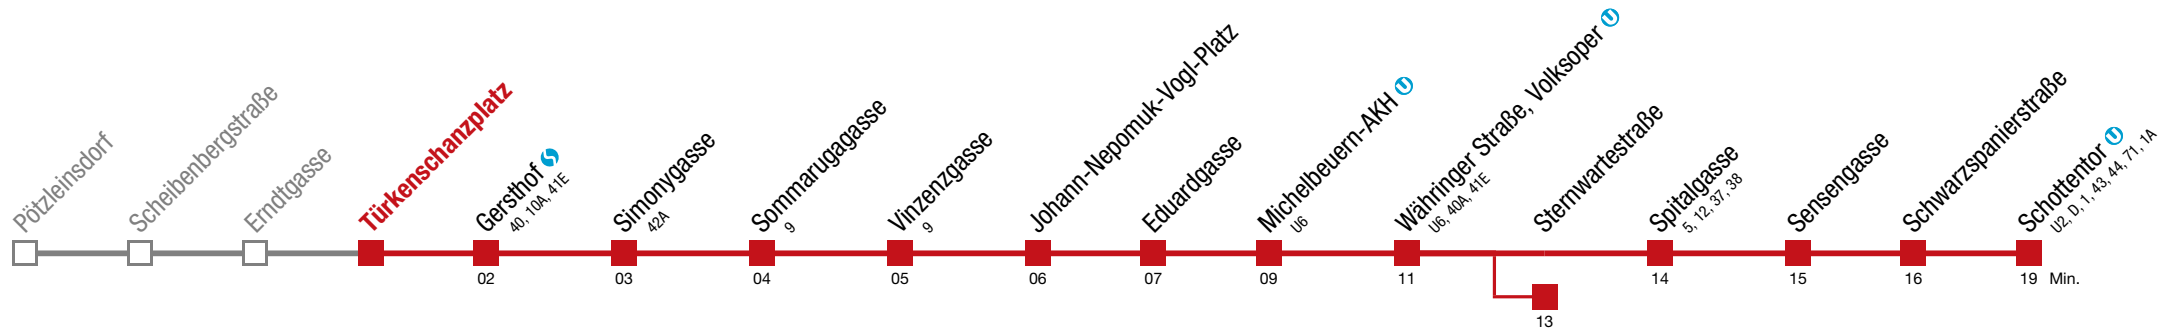 Pötzleinsdorf
Scheibenbergstraße
Erndtgasse
Türkenschanzplatz
Gersthof
40, 10A, 41E
02
Simonygasse
42A
03
Sommarugagasse
9
04
Vinzenzgasse
9
05
Johann-Nepomuk-Vogl-Platz
06
Eduardgasse
07
Michelbeuern-AKH
U6
09
Währinger Straße, Volksoper
U6, 40A, 41E
11
Sternwartestraße
13
Spitalgasse
5, 12, 37, 38
14
Sensengasse
15
Schwarzspanierstraße
16
Schottentor
U2, D, 1, 43, 44, 71, 1A
19 Min.